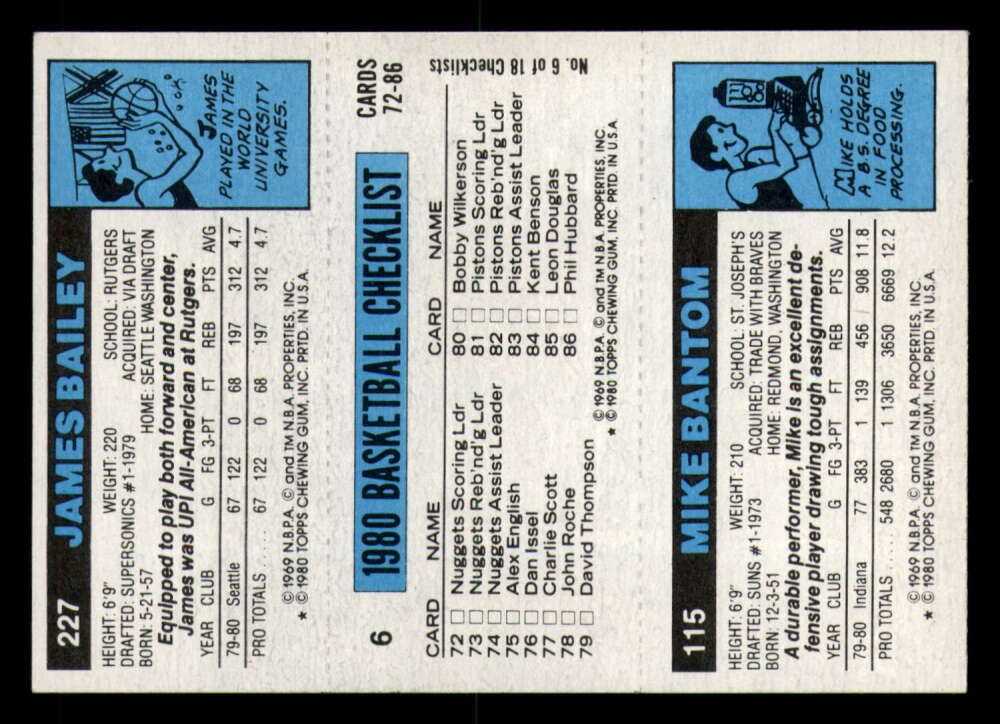 227 JAMES BAILEY
HEIGHT: 6'9" WEIGHT: 220 SCHOOL: RUTGERS
DRAFTED: SUPERSONICS #1-1979 ACQUIRED: VIA DRAFT
BORN: 5-21-57 HOME: SEATTLE WASHINGTON
Equipped to play both forward and center,
James was UPI All-American at Rutgers.
YEAR CLUB G FG 3-PT FT REB PTS AVG
79-80 Seattle 67 122 0 68 197 312 4.7
PRO TOTALS..... 67 122 0 68 197 312 4.7
© 1969 N.B.P.A. © and TM N.B.A. PROPERTIES, INC.
★ © 1980 TOPPS CHEWING GUM, INC. PRTD. IN U.S.A.
JAMES
PLAYED IN THE
WORLD
UNIVERSITY
GAMES.
6 1980 BASKETBALL CHECKLIST CARDS
72-86
CARD NAME CARD NAME
72 □ Nuggets Scoring Ldr 80 □ Bobby Wilkerson
73 □ Nuggets Reb'nd'g Ldr 81 □ Pistons Scoring Ldr
74 □ Nuggets Assist Leader 82 □ Pistons Reb'nd'g Ldr
75 □ Alex English 83 □ Pistons Assist Leader
76 □ Dan Issel 84 □ Kent Benson
77 □ Charlie Scott 85 □ Leon Douglas
78 □ John Roche 86 □ Phil Hubbard
79 □ David Thompson
© 1969 N.B.P.A. © and TM N.B.A. PROPERTIES, INC.
★ © 1980 TOPPS CHEWING GUM, INC. PRTD. IN U.S.A.
No. 6 of 18 Checklists
115 MIKE BANTOM
HEIGHT: 6'9" WEIGHT: 210 SCHOOL: ST. JOSEPH'S
DRAFTED: SUNS #1-1973 ACQUIRED: TRADE WITH BRAVES
BORN: 12-3-51 HOME: REDMOND, WASHINGTON
A durable performer, Mike is an excellent de-
fensive player drawing tough assignments.
YEAR CLUB G FG 3-PT FT REB PTS AVG
79-80 Indiana 77 383 1 139 456 908 11.8
PRO TOTALS..... 548 2680 1 1306 3650 6669 12.2
© 1969 N.B.P.A. © and TM N.B.A. PROPERTIES, INC.
★ © 1980 TOPPS CHEWING GUM, INC. PRTD. IN U.S.A.
MIKE HOLDS
A B.S. DEGREE
IN FOOD
PROCESSING.